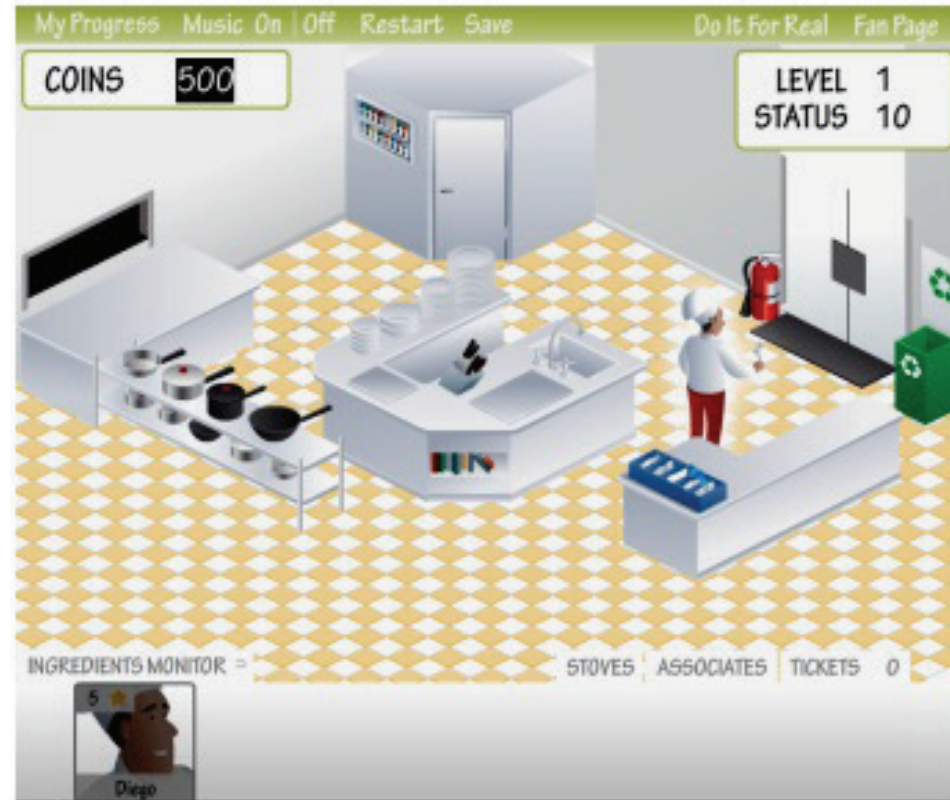 My Progress Music On | Off Restart Save Do It For Real Fan Page
COINS 500
LEVEL 1
STATUS 10
INGREDIENTS MONITOR =
STOVES ASSOCIATES TICKETS 0
5
Diego